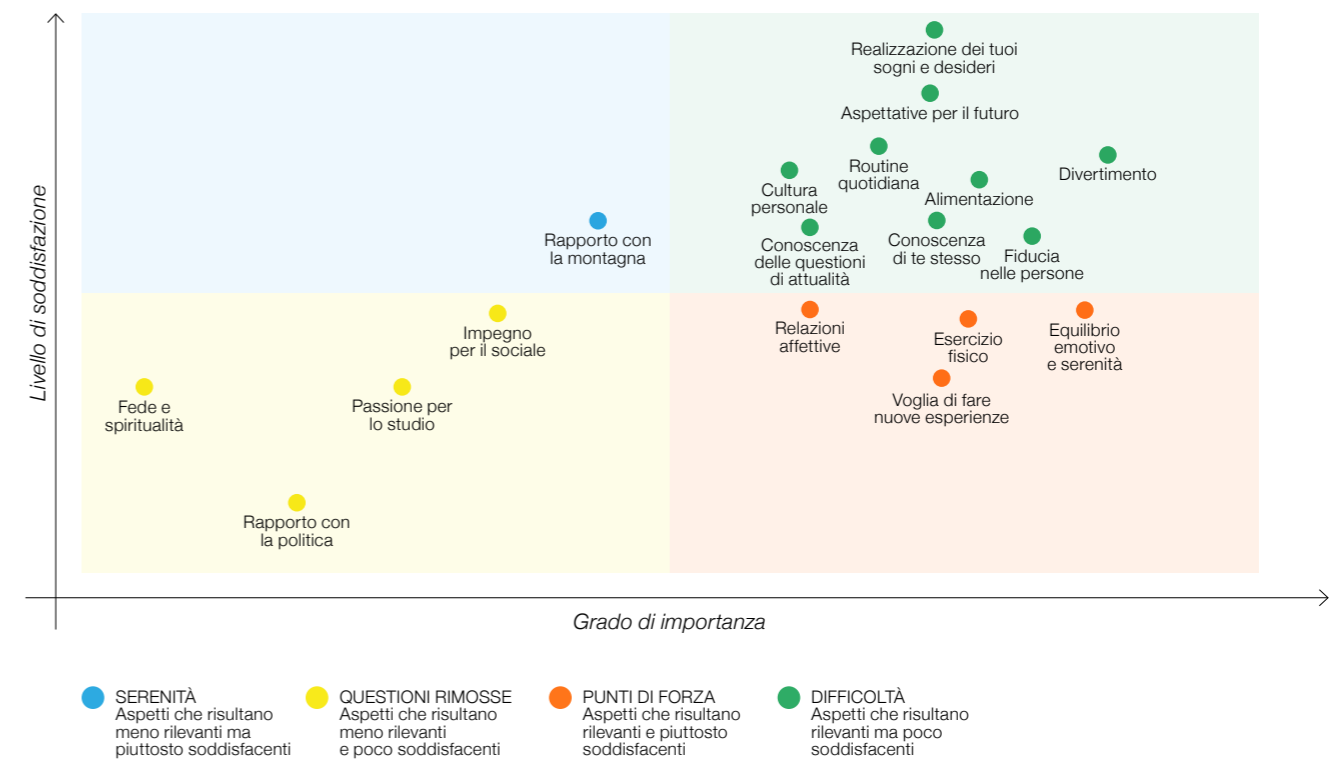 Livello di soddisfazione
Realizzazione dei tuoi
sogni e desideri
Aspettative per il futuro
Routine
quotidiana
Divertimento
Cultura
personale
Alimentazione
Rapporto con
la montagna
Conoscenza
delle questioni
di attualità
Conoscenza
di te stesso
Fiducia
nelle persone
Impegno
per il sociale
Relazioni
affettive
Esercizio
fisico
Equilibrio
emotivo
e serenità
Fede e
spiritualità
Passione per
lo studio
Voglia di fare
nuove esperienze
Rapporto con
la politica
Grado di importanza
SERENITÀ
Aspetti che risultano
meno rilevanti ma
piuttosto soddisfacenti
QUESTIONI RIMOSSE
Aspetti che risultano
meno rilevanti
e poco soddisfacenti
PUNTI DI FORZA
Aspetti che risultano
rilevanti e piuttosto
soddisfacenti
DIFFICOLTÀ
Aspetti che risultano
rilevanti ma poco
soddisfacenti